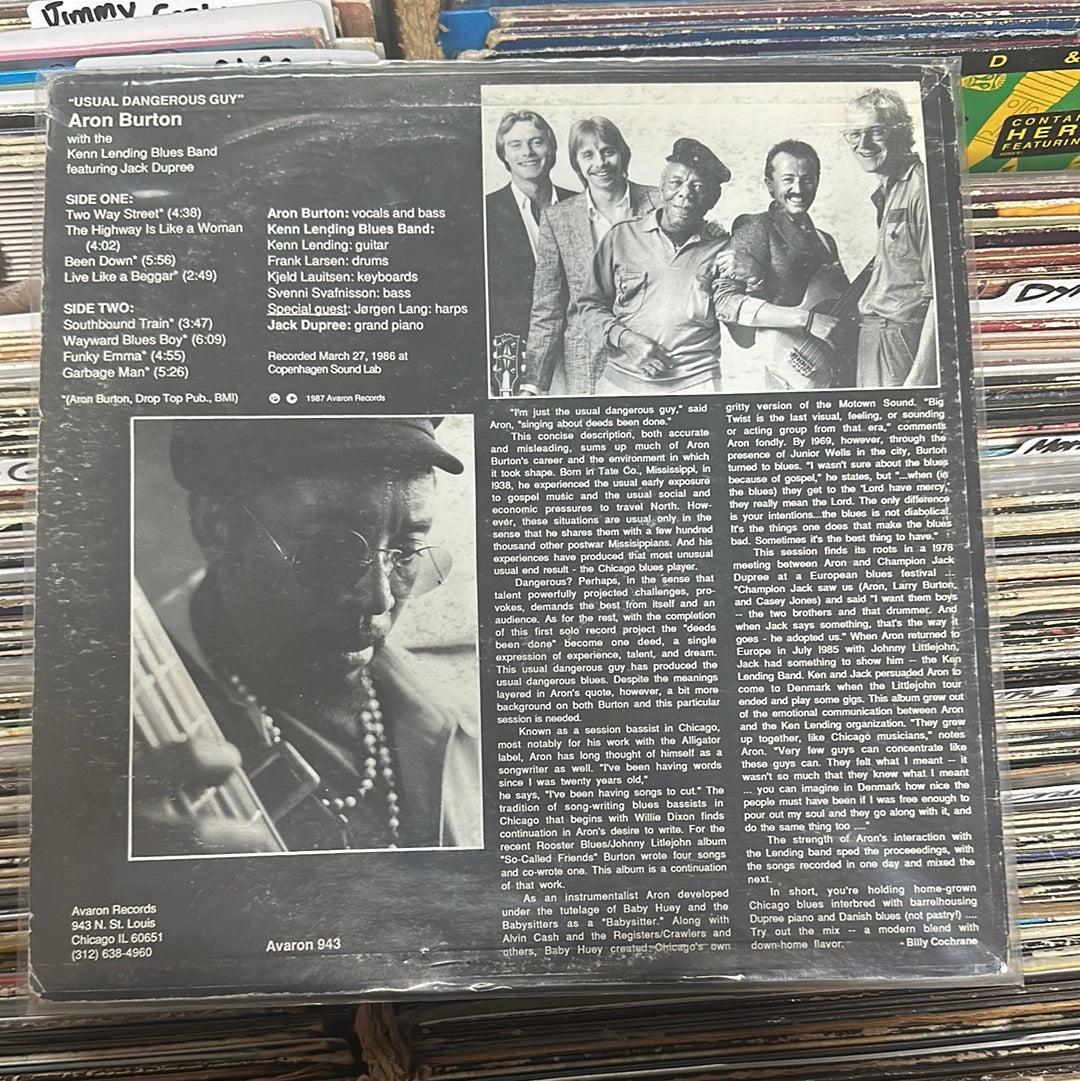 Jimmy
D &
CONTAI
HER
FEATURIN
"USUAL DANGEROUS GUY"
Aron Burton
with the
Kenn Lending Blues Band
featuring Jack Dupree
SIDE ONE:
Two Way Street* (4:38)
The Highway Is Like a Woman
(4:02)
Been Down* (5:56)
Live Like a Beggar* (2:49)
SIDE TWO:
Southbound Train* (3:47)
Wayward Blues Boy* (6:09)
Funky Emma* (4:55)
Garbage Man* (5:26)
*(Aron Burton, Drop Top Pub., BMI)
Aron Burton: vocals and bass
Kenn Lending Blues Band:
Kenn Lending: guitar
Frank Larsen: drums
Kjeld Lauitsen: keyboards
Svenni Svafnisson: bass
Special guest: Jørgen Lang: harps
Jack Dupree: grand piano
Recorded March 27, 1986 at
Copenhagen Sound Lab
℗ © 1987 Avaron Records
"I'm just the usual dangerous guy," said
Aron, "singing about deeds been done."
This concise description, both accurate
and misleading, sums up much of Aron
Burton's career and the environment in which
it took shape. Born in Tate Co., Mississippi, in
1938, he experienced the usual early exposure
to gospel music and the usual social and
economic pressures to travel North. How-
ever, these situations are usual only in the
sense that he shares them with a few hundred
thousand other postwar Mississippians. And his
experiences have produced that most unusual
usual end result - the Chicago blues player.
Dangerous? Perhaps, in the sense that
talent powerfully projected challenges, pro-
vokes, demands the best from itself and an
audience. As for the rest, with the completion
of this first solo record project the "deeds
been done" become one deed, a single
expression of experience, talent, and dream.
This usual dangerous guy has produced the
usual dangerous blues. Despite the meanings
layered in Aron's quote, however, a bit more
background on both Burton and this particular
session is needed.
Known as a session bassist in Chicago,
most notably for his work with the Alligator
label, Aron has long thought of himself as a
songwriter as well. "I've been having words
since I was twenty years old,"
he says, "I've been having songs to cut." The
tradition of song-writing blues bassists in
Chicago that begins with Willie Dixon finds
continuation in Aron's desire to write. For the
recent Rooster Blues/Johnny Litlejohn album
"So-Called Friends" Burton wrote four songs
and co-wrote one. This album is a continuation
of that work.
As an instrumentalist Aron developed
under the tutelage of Baby Huey and the
Babysitters as a "Babysitter." Along with
Alvin Cash and the Registers/Crawlers and
others, Baby Huey created Chicago's own
gritty version of the Motown Sound. "Big
Twist is the last visual, feeling, or sounding
or acting group from that era," comments
Aron fondly. By 1969, however, through the
presence of Junior Wells in the city, Burton
turned to blues. "I wasn't sure about the blues
because of gospel," he states, but "...when (in
the blues) they get to the 'Lord have mercy,'
they really mean the Lord. The only difference
is your intentions...the blues is not diabolical.
It's the things one does that make the blues
bad. Sometimes it's the best thing to have."
This session finds its roots in a 1978
meeting between Aron and Champion Jack
Dupree at a European blues festival ...
"Champion Jack saw us (Aron, Larry Burton,
and Casey Jones) and said "I want them boys
-- the two brothers and that drummer. And
when Jack says something, that's the way it
goes - he adopted us." When Aron returned to
Europe in July 1985 with Johnny Littlejohn,
Jack had something to show him -- the Ken
Lending Band. Ken and Jack persuaded Aron to
come to Denmark when the Littlejohn tour
ended and play some gigs. This album grew out
of the emotional communication between Aron
and the Ken Lending organization. "They grew
up together, like Chicago musicians," notes
Aron. "Very few guys can concentrate like
these guys can. They felt what I meant -- it
wasn't so much that they knew what I meant
... you can imagine in Denmark how nice the
people must have been if I was free enough to
pour out my soul and they go along with it, and
do the same thing too ...."
The strength of Aron's interaction with
the Lending band sped the proceeedings, with
the songs recorded in one day and mixed the
next.
In short, you're holding home-grown
Chicago blues interbred with barrelhousing
Dupree piano and Danish blues (not pastry!) ....
Try out the mix -- a modern blend with
down-home flavor. - Billy Cochrane
Avaron Records
943 N. St. Louis
Chicago IL 60651
(312) 638-4960
Avaron 943